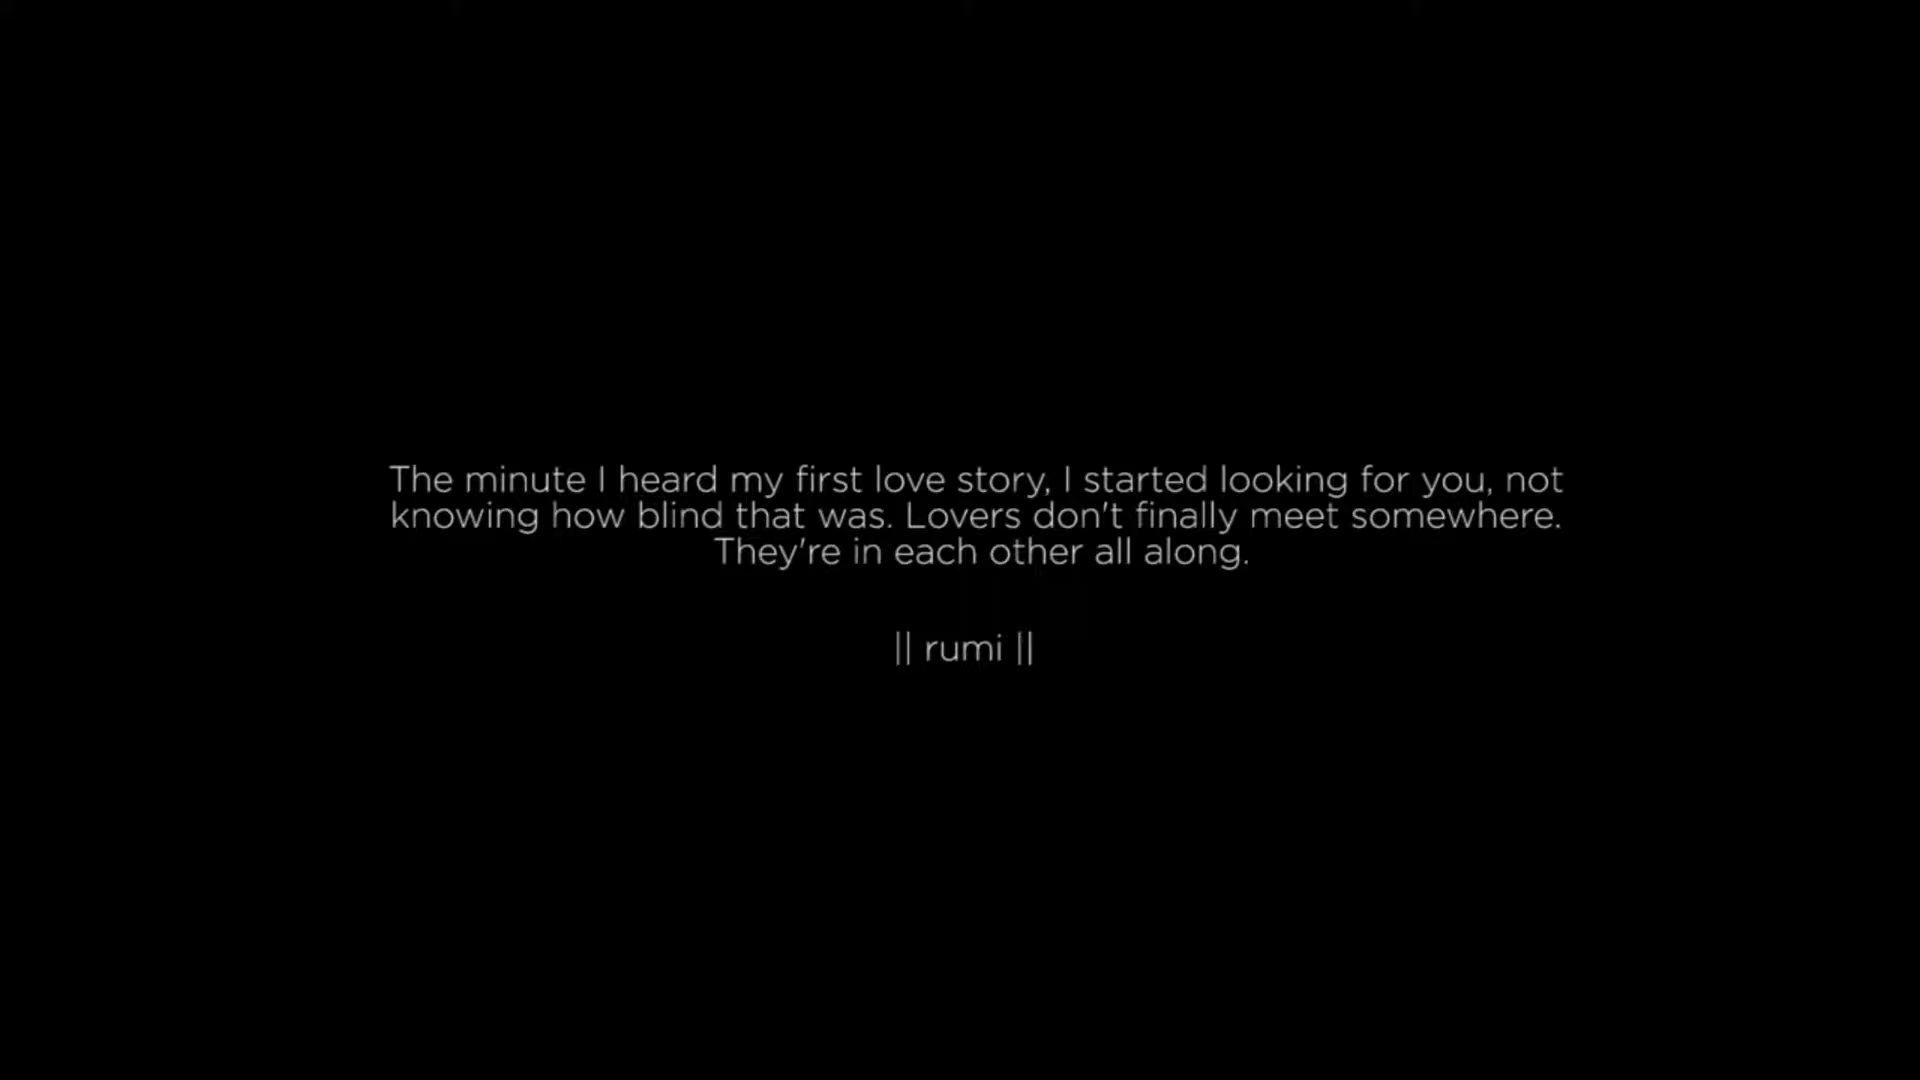 The minute I heard my first love story, I started looking for you, not
knowing how blind that was. Lovers don't finally meet somewhere.
They're in each other all along.
|| rumi ||